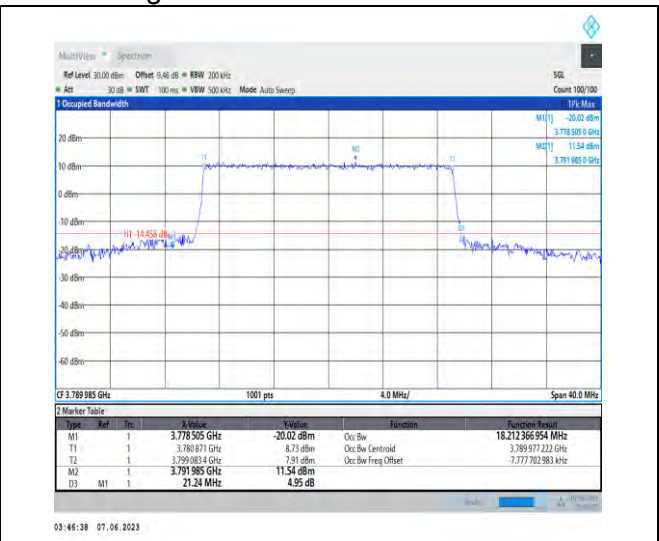 MultiView Spectrum
Ref Level 30.00 dBm Offset 9.46 dB RBW 200 kHz SGL
Att 30 dB SWT 100 ms VBW 500 kHz Mode Auto Sweep Count 100/100
1 Occupied Bandwidth 1Pk Max
M1[1] -20.02 dBm
3.778 505 0 GHz
M2[1] 11.54 dBm
3.791 985 0 GHz
20 dBm
M2
T1 T2
10 dBm
0 dBm
-10 dBm
H1 -14.456 dBm
-20 dBm
-30 dBm
-40 dBm
-50 dBm
-60 dBm
CF 3.789 985 GHz 1001 pts 4.0 MHz/ Span 40.0 MHz
2 Marker Table
Type Ref Trc X-Value Y-Value Function Function Result
M1 1 3.778 505 GHz -20.02 dBm Occ Bw 18.212 366 954 MHz
T1 1 3.780 871 GHz 8.73 dBm Occ Bw Centroid 3.789 977 222 GHz
T2 1 3.799 083 4 GHz 7.91 dBm Occ Bw Freq Offset -7.777 702 983 kHz
M2 1 3.791 985 GHz 11.54 dBm
D3 M1 1 21.24 MHz 4.95 dB
03:46:38 07.06.2023